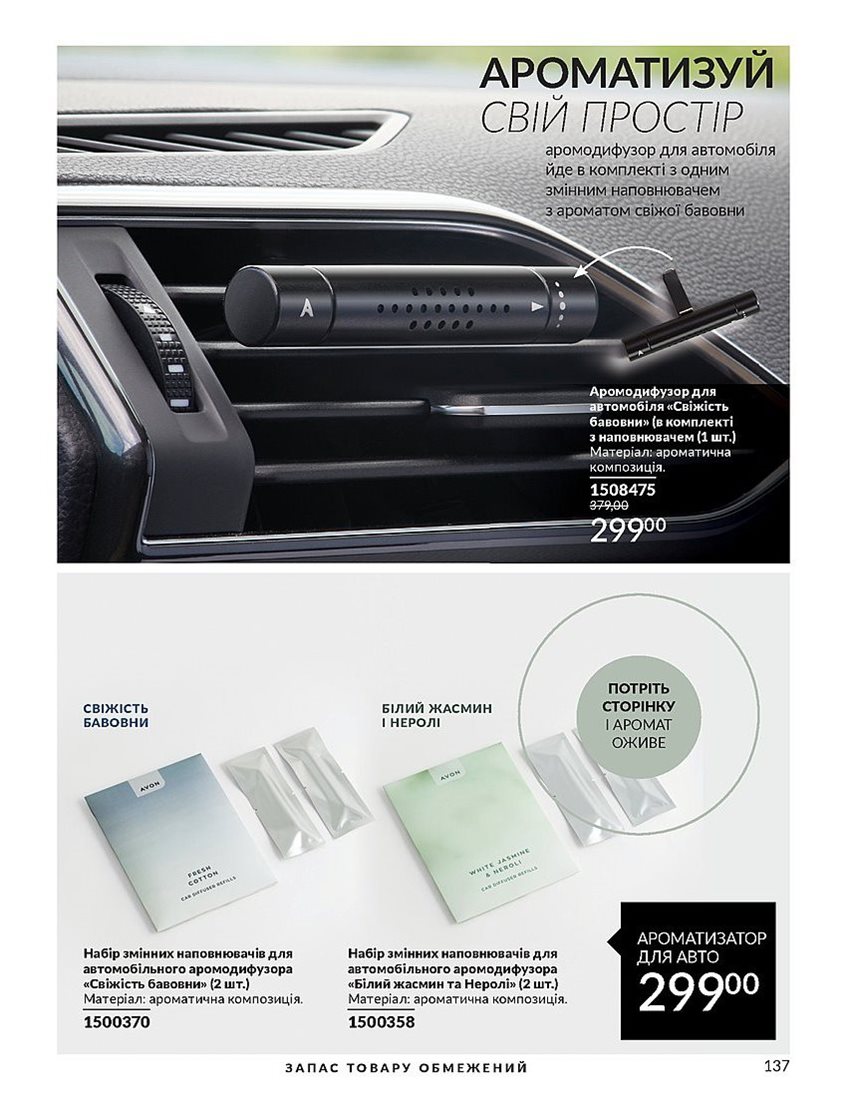 АРОМАТИЗУЙ
СВІЙ ПРОСТІР
аромодифузор для автомобіля
йде в комплекті з одним
змінним наповнювачем
з ароматом свіжої бавовни
Аромодифузор для
автомобіля «Свіжість
бавовни» (в комплекті
з наповнювачем (1 шт.)
Матеріал: ароматична
композиція.
1508475
379,00
29900
СВІЖІСТЬ
БАВОВНИ
БІЛИЙ ЖАСМИН
І НЕРОЛІ
ПОТРІТЬ
СТОРІНКУ
І АРОМАТ
ОЖИВЕ
AVON
FRESH
COTTON
CAR DIFFUSER REFILLS
AVON
WHITE JASMINE
& NEROLI
CAR DIFFUSER REFILLS
Набір змінних наповнювачів для
автомобільного аромодифузора
«Свіжість бавовни» (2 шт.)
Матеріал: ароматична композиція.
1500370
Набір змінних наповнювачів для
автомобільного аромодифузора
«Білий жасмин та Неролі» (2 шт.)
Матеріал: ароматична композиція.
1500358
АРОМАТИЗАТОР
ДЛЯ АВТО
29900
ЗАПАС ТОВАРУ ОБМЕЖЕНИЙ
137